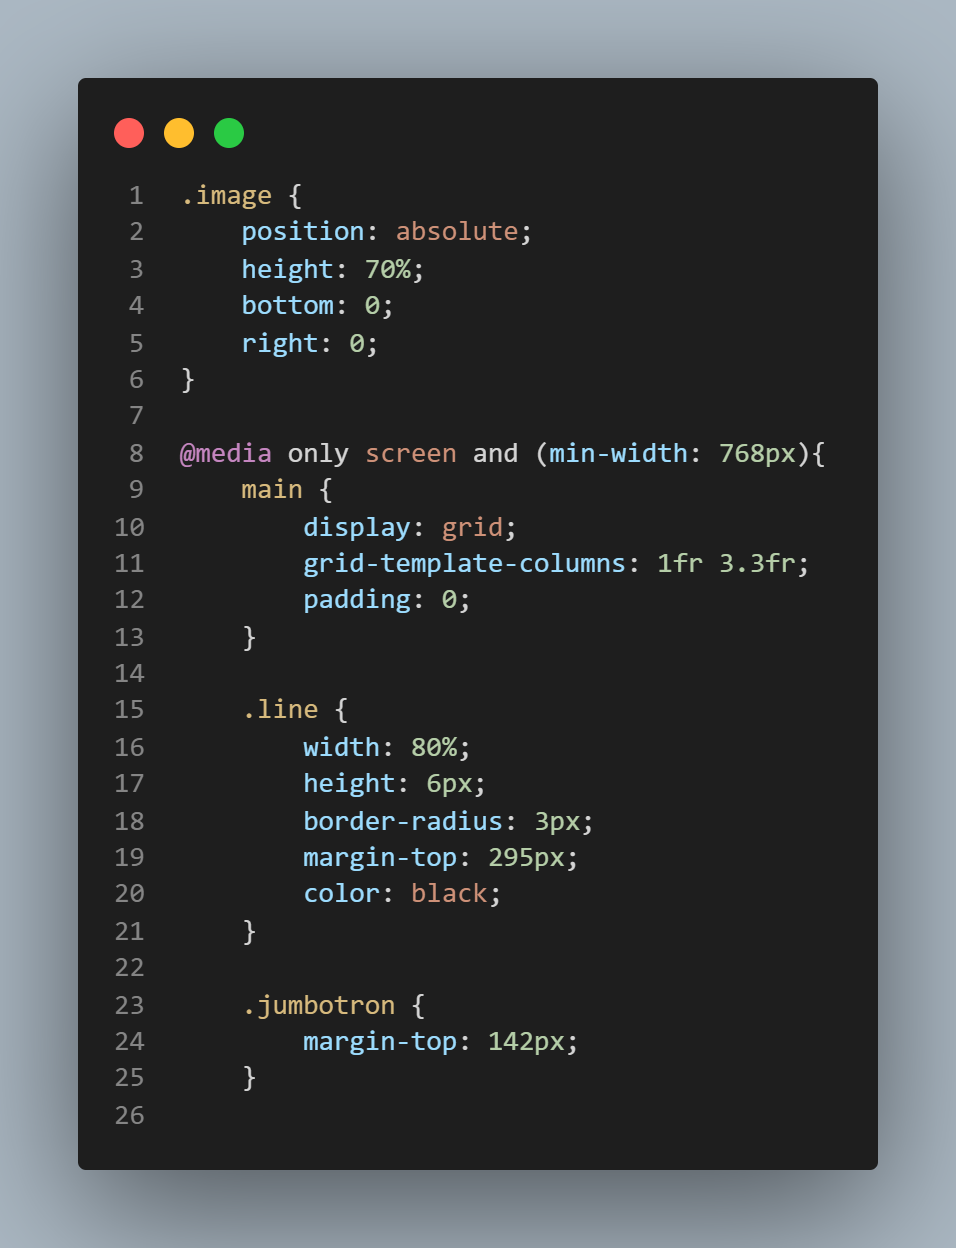 1 .image {
2     position: absolute;
3     height: 70%;
4     bottom: 0;
5     right: 0;
6 }
7
8 @media only screen and (min-width: 768px){
9     main {
10         display: grid;
11         grid-template-columns: 1fr 3.3fr;
12         padding: 0;
13     }
14
15     .line {
16         width: 80%;
17         height: 6px;
18         border-radius: 3px;
19         margin-top: 295px;
20         color: black;
21     }
22
23     .jumbotron {
24         margin-top: 142px;
25     }
26